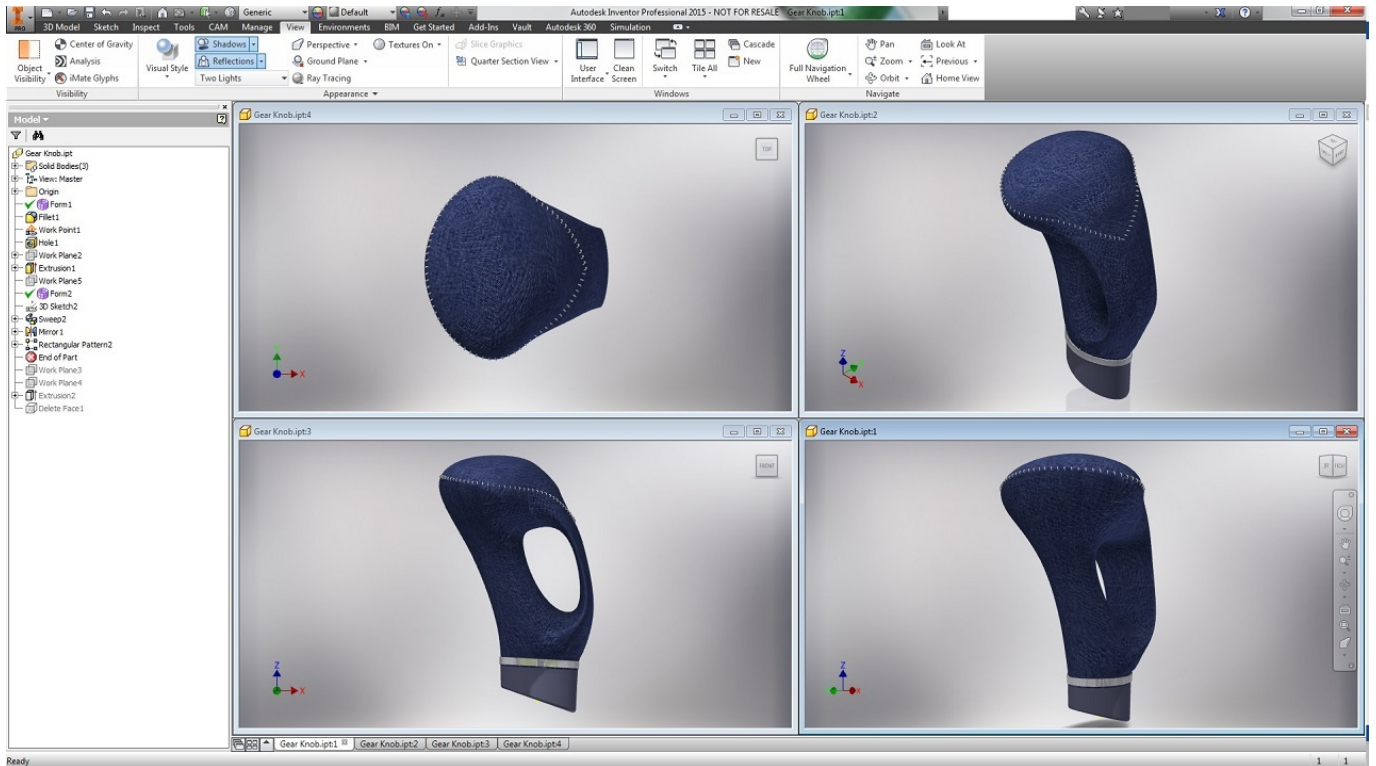 PRO
Generic
Default
Autodesk Inventor Professional 2015 - NOT FOR RESALE Gear Knob.ipt:1
3D Model Sketch Inspect Tools CAM Manage View Environments BIM Get Started Add-Ins Vault Autodesk 360 Simulation
Object Visibility
Center of Gravity
Analysis
iMate Glyphs
Visibility
Visual Style
Shadows
Reflections
Two Lights
Perspective
Ground Plane
Ray Tracing
Textures On
Slice Graphics
Quarter Section View
Appearance
User Interface
Clean Screen
Switch
Tile All
Cascade
New
Windows
Full Navigation Wheel
Pan
Zoom
Orbit
Look At
Previous
Home View
Navigate
Model
Gear Knob.ipt
Solid Bodies(3)
View: Master
Origin
Form1
Fillet1
Work Point1
Hole1
Work Plane2
Extrusion1
Work Plane5
Form2
3D Sketch2
Sweep2
Mirror1
Rectangular Pattern2
End of Part
Work Plane3
Work Plane4
Extrusion2
Delete Face1
Gear Knob.ipt:4
TOP
X
Gear Knob.ipt:2
Z
X
Gear Knob.ipt:3
FRONT
Z
X
Gear Knob.ipt:1
Z
X
Gear Knob.ipt:1 Gear Knob.ipt:2 Gear Knob.ipt:3 Gear Knob.ipt:4
Ready
1 1